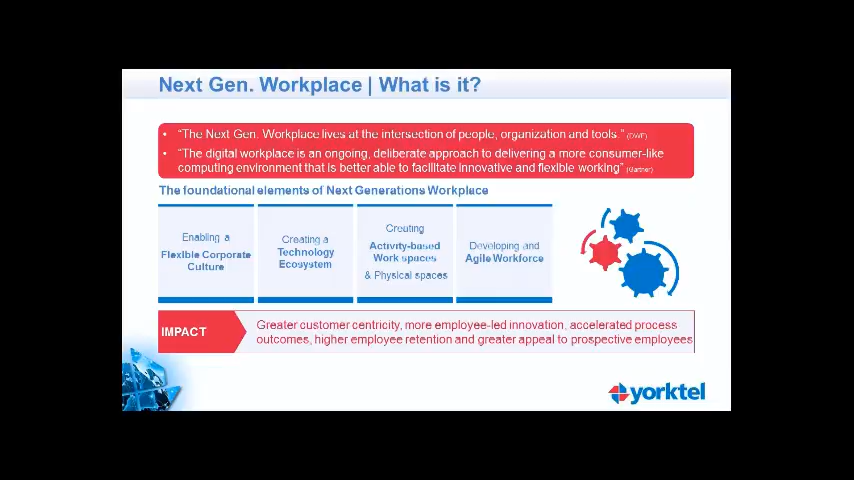 Next Gen. Workplace | What is it?
• “The Next Gen. Workplace lives at the intersection of people, organization and tools.” (DWF)
• “The digital workplace is an ongoing, deliberate approach to delivering a more consumer-like
computing environment that is better able to facilitate innovative and flexible working” (Gartner)
The foundational elements of Next Generations Workplace
Enabling a
Flexible Corporate
Culture
Creating a
Technology
Ecosystem
Creating
Activity-based
Work spaces
& Physical spaces
Developing and
Agile Workforce
IMPACT
Greater customer centricity, more employee-led innovation, accelerated process
outcomes, higher employee retention and greater appeal to prospective employees
yorktel